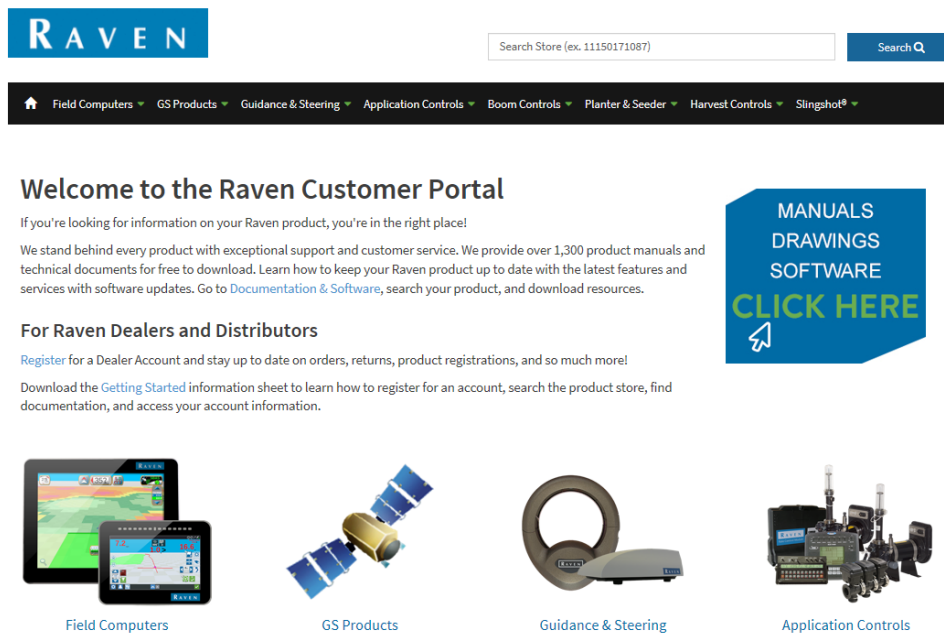 RAVEN
Search Store (ex. 11150171087)
Search
Field Computers GS Products Guidance & Steering Application Controls Boom Controls Planter & Seeder Harvest Controls Slingshot®
Welcome to the Raven Customer Portal
If you're looking for information on your Raven product, you're in the right place!
We stand behind every product with exceptional support and customer service. We provide over 1,300 product manuals and
technical documents for free to download. Learn how to keep your Raven product up to date with the latest features and
services with software updates. Go to Documentation & Software, search your product, and download resources.
MANUALS
DRAWINGS
SOFTWARE
CLICK HERE
For Raven Dealers and Distributors
Register for a Dealer Account and stay up to date on orders, returns, product registrations, and so much more!
Download the Getting Started information sheet to learn how to register for an account, search the product store, find
documentation, and access your account information.
RAVEN
RAVEN
RAVEN
RAVEN
RAVEN
Field Computers
GS Products
Guidance & Steering
Application Controls